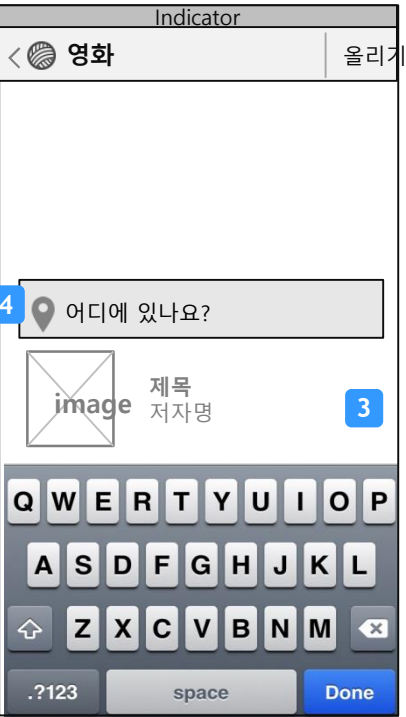 Indicator
영화
올리기
4
어디에 있나요?
image
제목
저자명
3
Q W E R T Y U I O P
A S D F G H J K L
Z X C V B N M
.?123 space Done